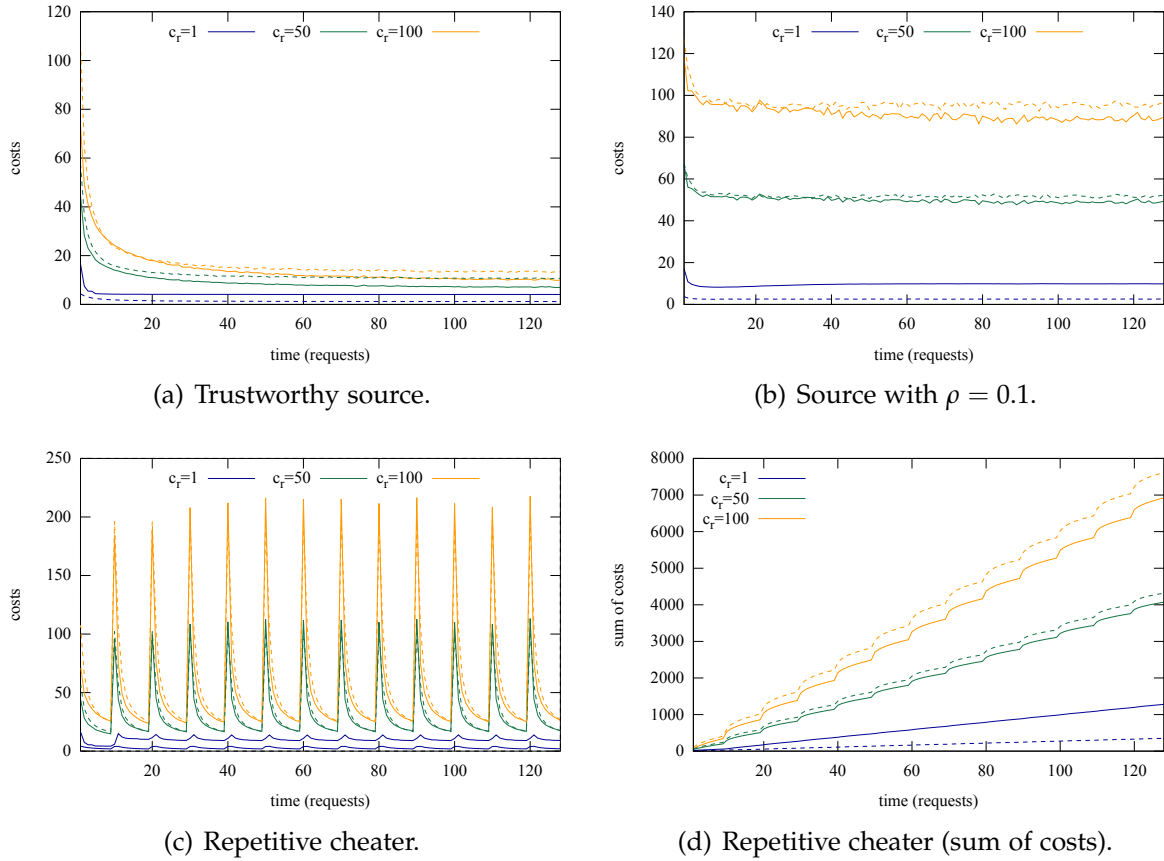 c_r=1 c_r=50 c_r=100
120
100
80
60
40
20
0
costs
20 40 60 80 100 120
time (requests)
(a) Trustworthy source.
c_r=1 c_r=50 c_r=100
140
120
100
80
60
40
20
0
costs
20 40 60 80 100 120
time (requests)
(b) Source with ρ = 0.1.
c_r=1 c_r=50 c_r=100
250
200
150
100
50
0
costs
20 40 60 80 100 120
time (requests)
(c) Repetitive cheater.
c_r=1
c_r=50
c_r=100
8000
7000
6000
5000
4000
3000
2000
1000
0
sum of costs
20 40 60 80 100 120
time (requests)
(d) Repetitive cheater (sum of costs).